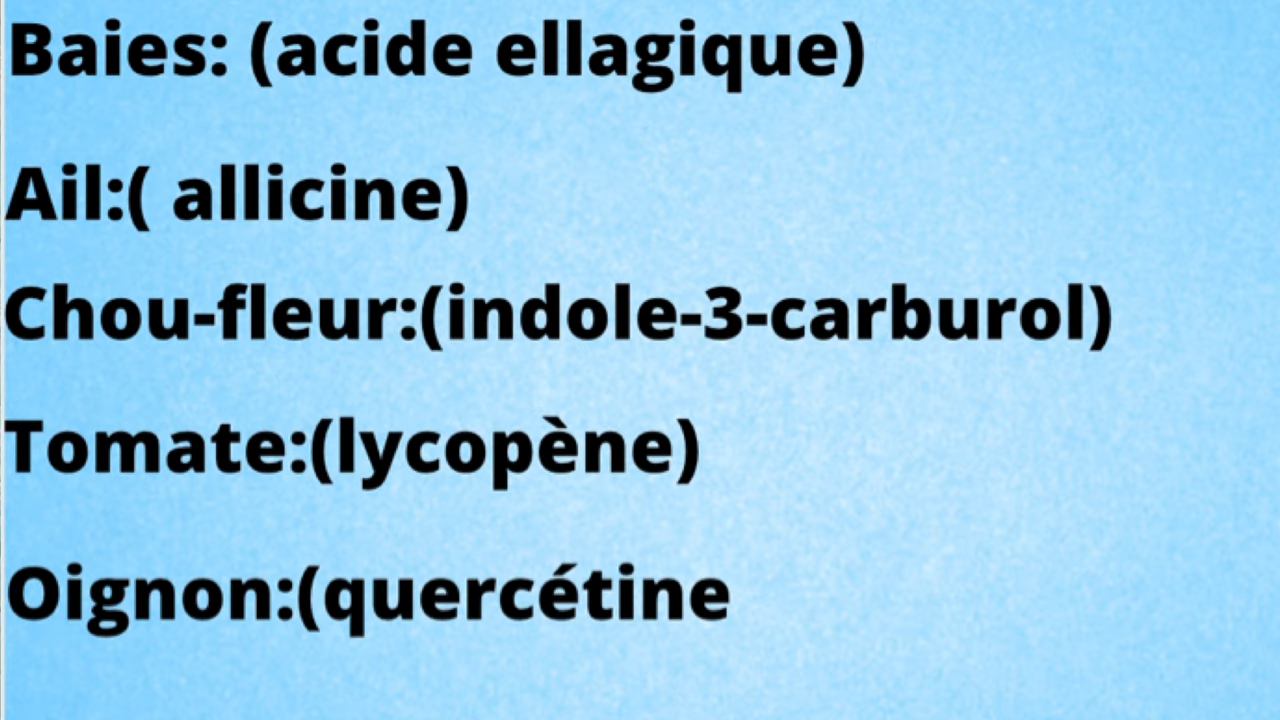 Baies: (acide ellagique)
Ail:( allicine)
Chou-fleur:(indole-3-carburol)
Tomate:(lycopène)
Oignon:(quercétine